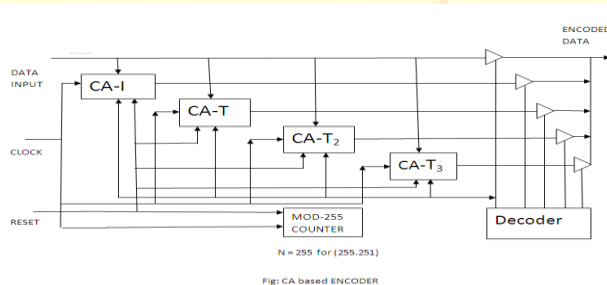 ENCODED
DATA
DATA
INPUT
CA-I
CA-T
CA-T2
CLOCK
CA-T3
RESET
MOD-255
COUNTER
Decoder
N = 255 for (255.251)
Fig: CA based ENCODER